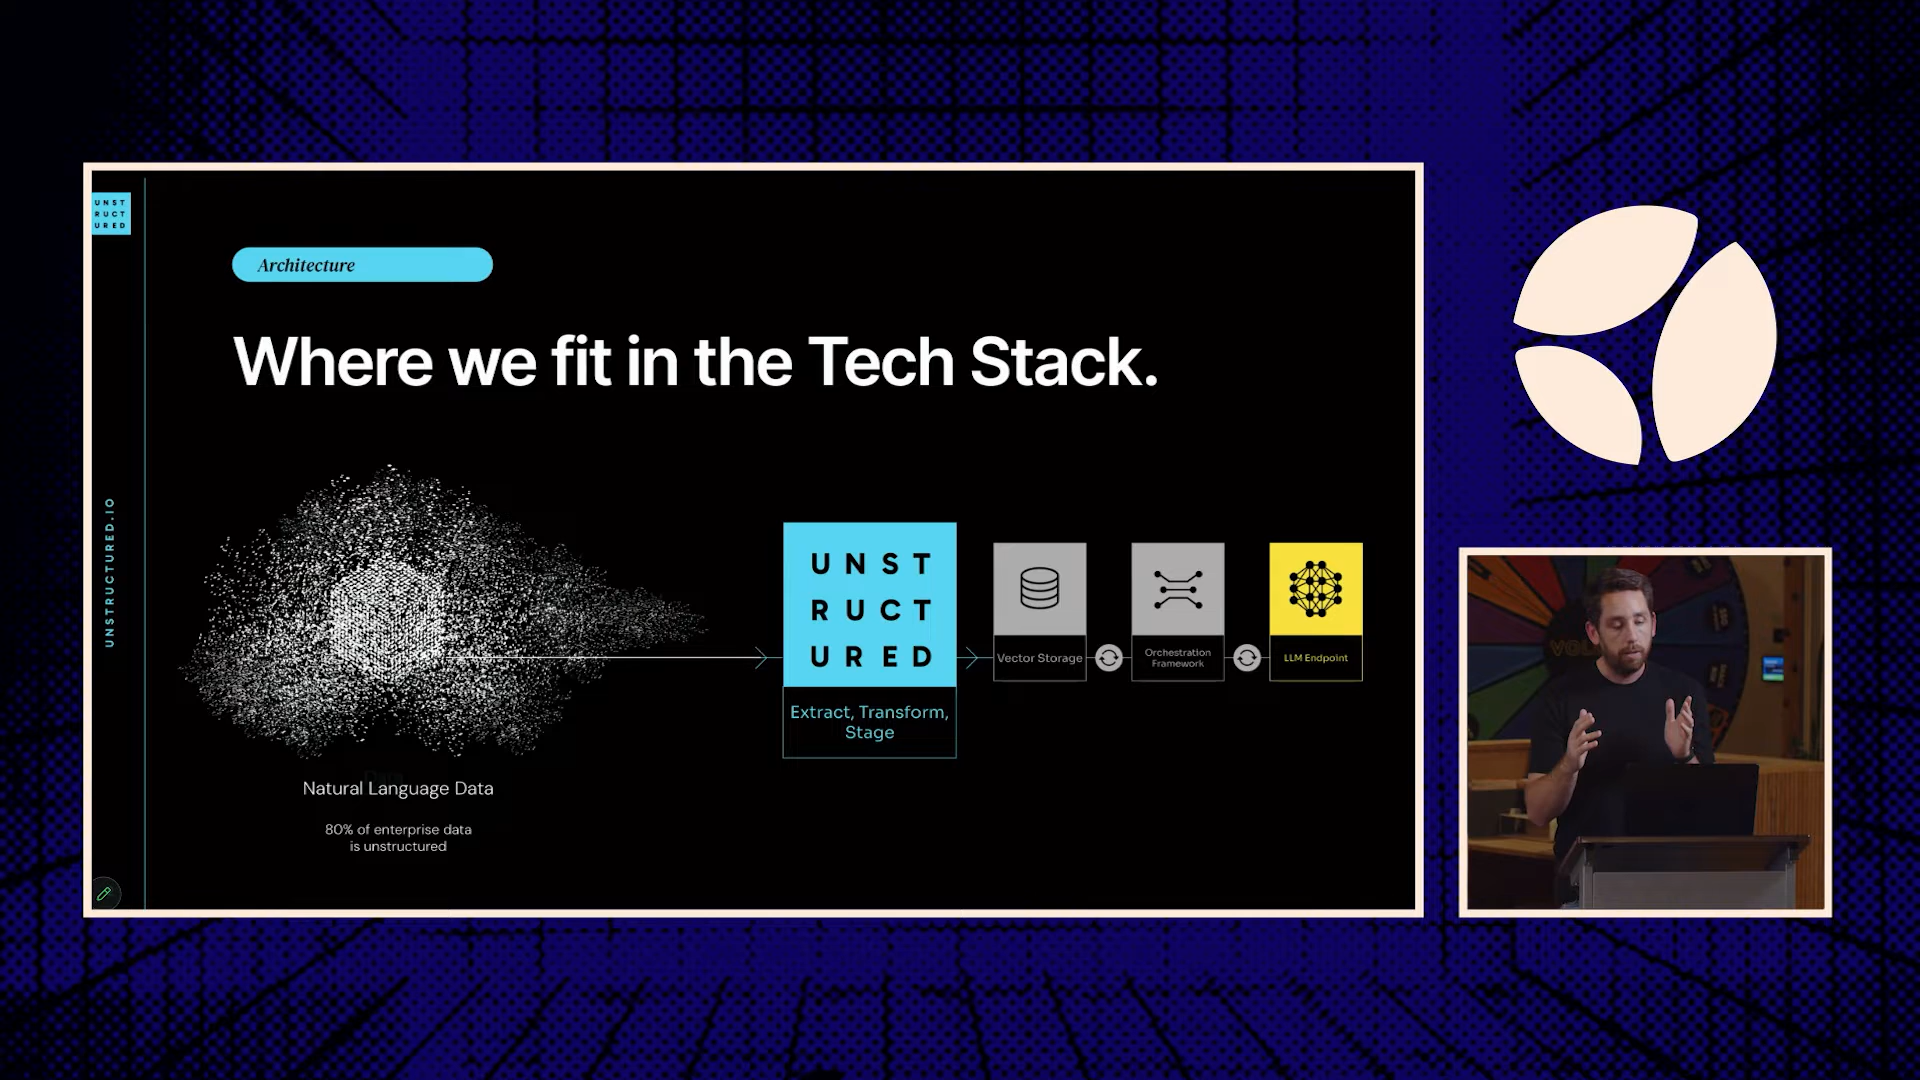 UNST
RUCT
URED
Architecture
Where we fit in the Tech Stack.
UNSTRUCTURED.IO
UNST
RUCT
URED
Extract, Transform,
Stage
Vector Storage
Orchestration
Framework
LLM Endpoint
Natural Language Data
80% of enterprise data
is unstructured